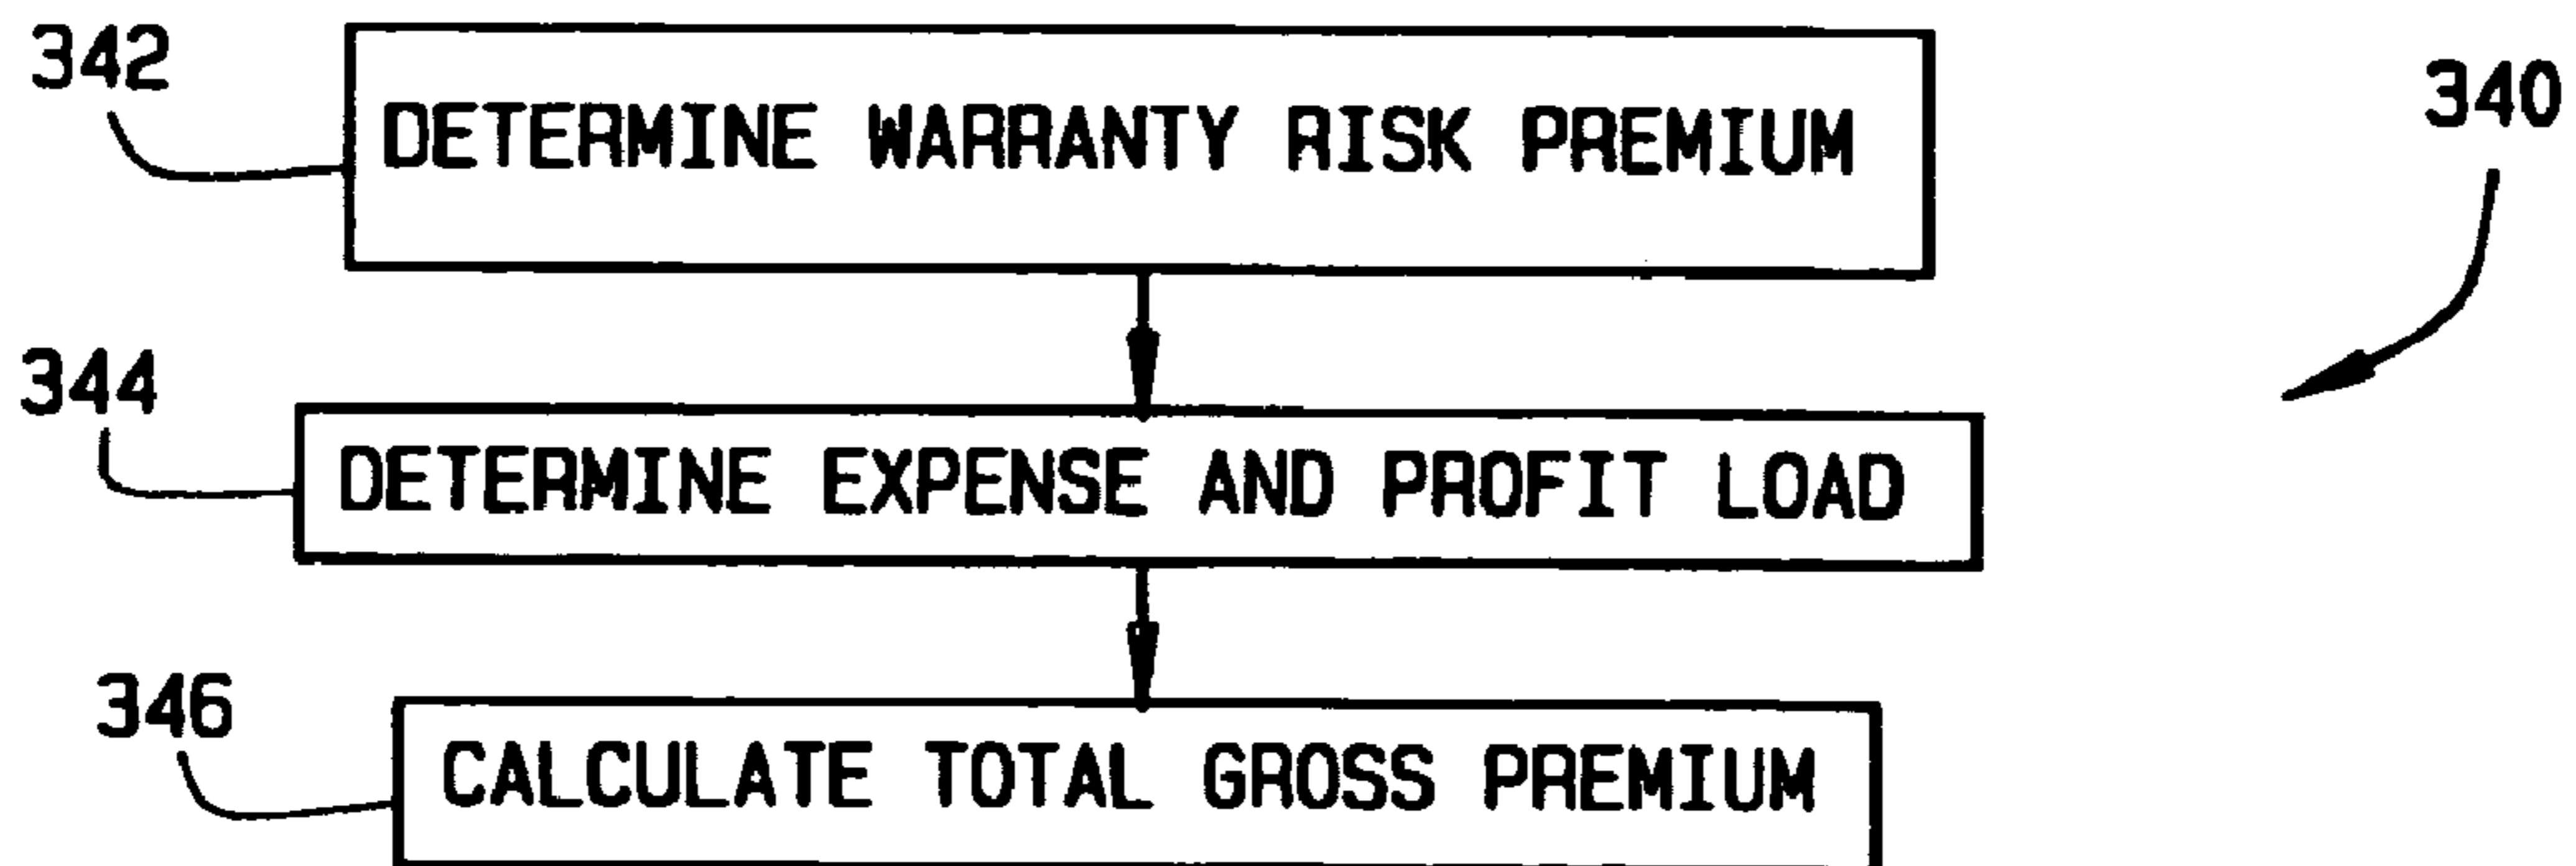 342
DETERMINE WARRANTY RISK PREMIUM
340
344
DETERMINE EXPENSE AND PROFIT LOAD
346
CALCULATE TOTAL GROSS PREMIUM